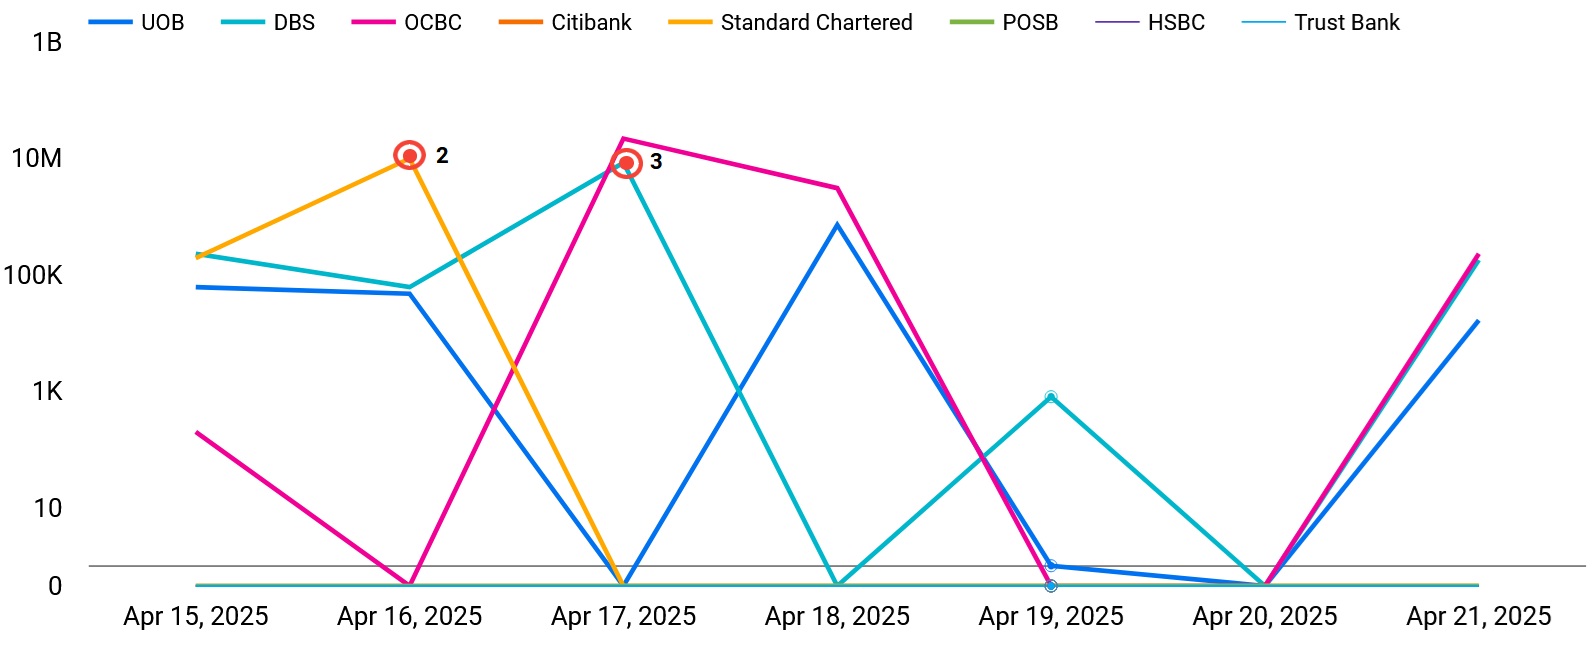 UOB DBS OCBC Citibank Standard Chartered POSB HSBC Trust Bank
1B
10M
2
3
100K
1K
10
0
Apr 15, 2025 Apr 16, 2025 Apr 17, 2025 Apr 18, 2025 Apr 19, 2025 Apr 20, 2025 Apr 21, 2025